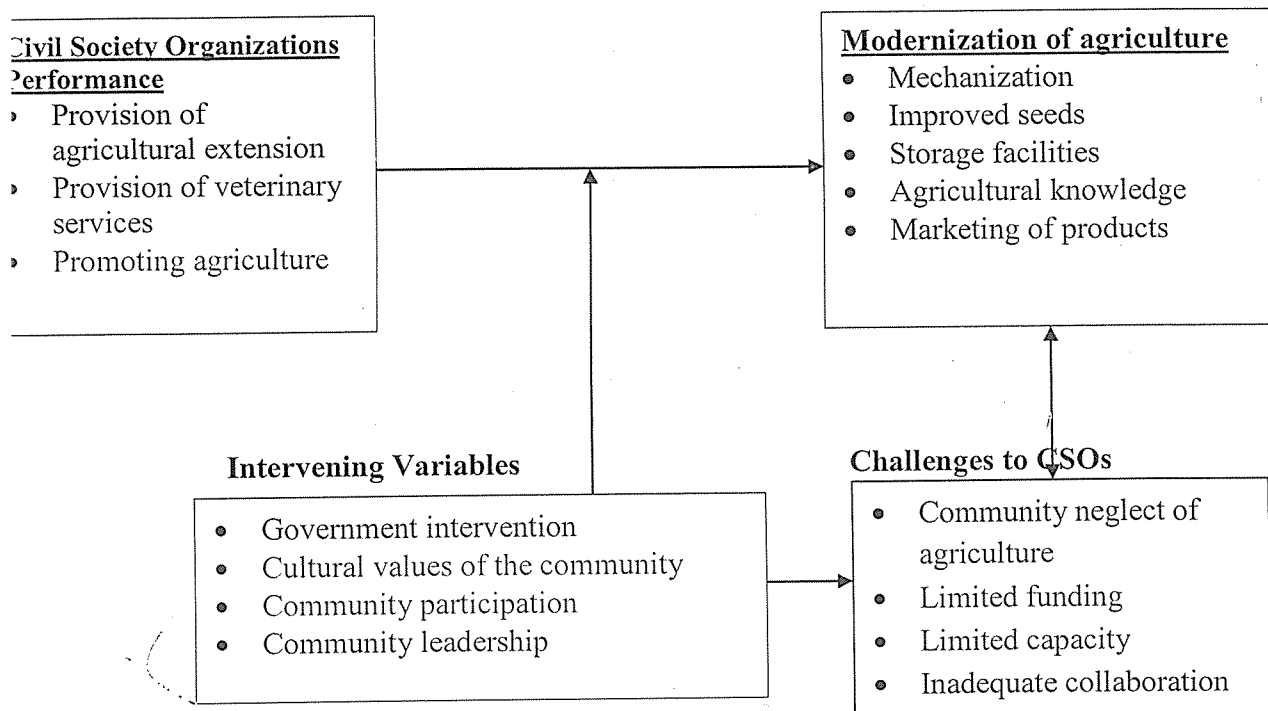 Civil Society Organizations
Performance
• Provision of
agricultural extension
• Provision of veterinary
services
• Promoting agriculture
Modernization of agriculture
• Mechanization
• Improved seeds
• Storage facilities
• Agricultural knowledge
• Marketing of products
Intervening Variables
• Government intervention
• Cultural values of the community
• Community participation
• Community leadership
Challenges to CSOs
• Community neglect of
agriculture
• Limited funding
• Limited capacity
• Inadequate collaboration